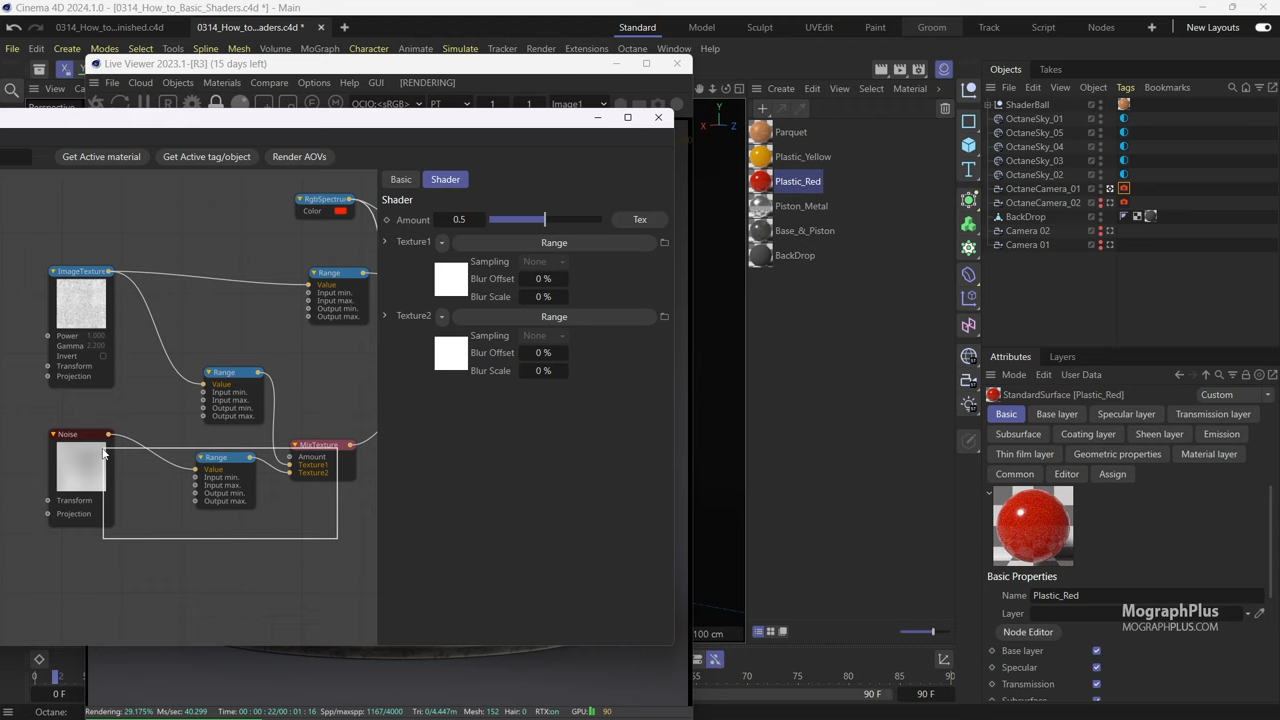 Cinema 4D 2024.1.0 - [0314_How_to_Basic_Shaders.c4d *] - Main
0314_How_to...inished.c4d
0314_How_to...aders.c4d *
Standard
Model
Sculpt
UVEdit
Paint
Groom
Track
Script
Nodes
New Layouts
File Edit Create Modes Select Tools Spline Mesh Volume MoGraph Character Animate Simulate Tracker Render Extensions Octane Window Help
Live Viewer 2023.1-[R3] (15 days left)
File Cloud Objects Materials Compare Options Help GUI [RENDERING]
OCIO:<sRGB> PT 1 1 Image1
View
Perspective
Get Active material Get Active tag/object Render AOVs
Basic Shader
Shader
Amount 0.5 Tex
Texture1 Range
Sampling None
Blur Offset 0 %
Blur Scale 0 %
Texture2 Range
Sampling None
Blur Offset 0 %
Blur Scale 0 %
RgbSpectrum
Color
ImageTexture
Power 1.000
Gamma 2.200
Invert
Transform
Projection
Range
Value
Input min.
Input max.
Output min.
Output max.
Range
Value
Input min.
Input max.
Output min.
Output max.
Noise
Transform
Projection
Range
Value
Input min.
Input max.
Output min.
Output max.
MixTexture
Amount
Texture1
Texture2
Y
X Z
Create Edit View Select Material
Parquet
Plastic_Yellow
Plastic_Red
Piston_Metal
Base_&_Piston
BackDrop
Objects Takes
File Edit View Object Tags Bookmarks
ShaderBall
OctaneSky_01
OctaneSky_05
OctaneSky_04
OctaneSky_03
OctaneSky_02
OctaneCamera_01
OctaneCamera_02
BackDrop
Camera 02
Camera 01
Attributes Layers
Mode Edit User Data
StandardSurface [Plastic_Red]
Custom
Basic Base layer Specular layer Transmission layer
Subsurface Coating layer Sheen layer Emission
Thin film layer Geometry properties Material layer
Common Editor Assign
Basic Properties
Name Plastic_Red
Layer
Node Editor
Base layer
Specular
Transmission
MographPlus
MOGRAPHPLUS.COM
100 cm
0 2
65 70 75 80 85 90
0 F
90 F 90 F
Octane:
Rendering: 29.175% Ms/sec: 40.299 Time: 00 : 00 : 22/00 : 01 : 16 Spp/maxspp: 1167/4000 Tri: 0/4.447m Mesh: 152 Hair: 0 RTX:on GPU: 90